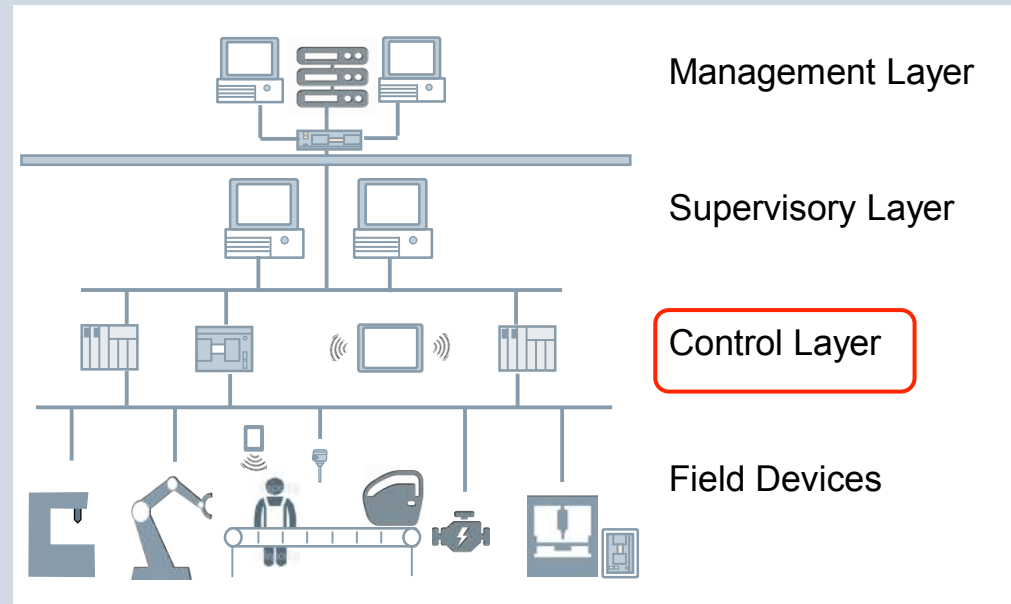 Management Layer
Supervisory Layer
Control Layer
Field Devices